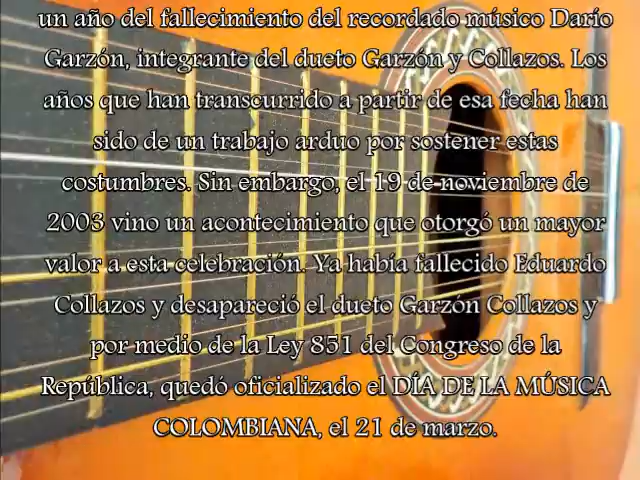 un año del fallecimiento del recordado músico Darío
Garzón, integrante del dueto Garzón y Collazos. Los
años que han transcurrido a partir de esa fecha han
sido de un trabajo arduo por sostener estas
costumbres. Sin embargo, el 19 de noviembre de
2003 vino un acontecimiento que otorgó un mayor
valor a esta celebración. Ya había fallecido Eduardo
Collazos y desapareció el dueto Garzón Collazos y
por medio de la Ley 851 del Congreso de la
República, quedó oficializado el DÍA DE LA MÚSICA
COLOMBIANA, el 21 de marzo.